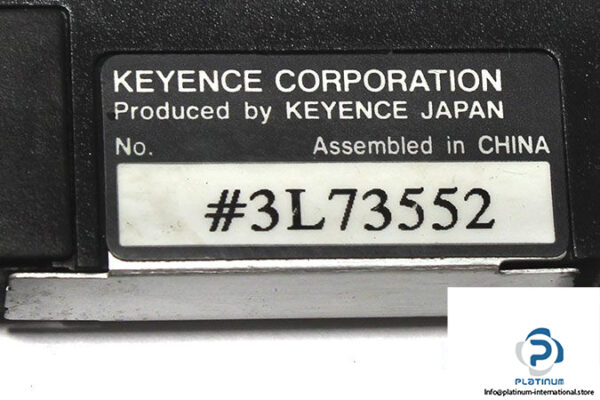 KEYENCE CORPORATION
Produced by KEYENCE JAPAN
No. Assembled in CHINA
#3L73552
PLATINUM
Info@platinum-international.store